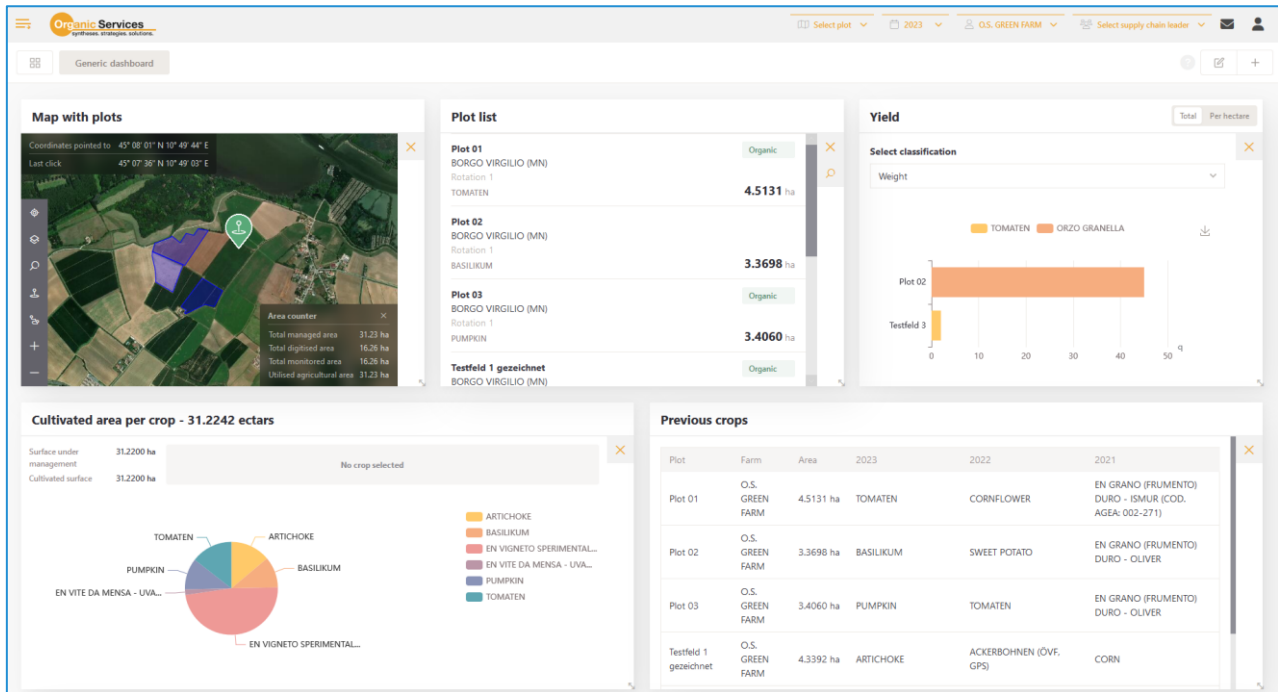 Organic Services
syntheses. strategies. solutions.
Select plot
2023
O.S. GREEN FARM
Select supply chain leader
Generic dashboard
Map with plots
Coordinates pointed to 45° 08' 01" N 10° 49' 44" E
Last click 45° 07' 36" N 10° 49' 03" E
Area counter
Total managed area 31.23 ha
Total digitised area 16.26 ha
Total monitored area 16.26 ha
Utilised agricultural area 31.23 ha
Plot list
Plot 01 Organic
BORGO VIRGILIO (MN)
Rotation 1
TOMATEN 4.5131 ha
Plot 02
BORGO VIRGILIO (MN)
Rotation 1
BASILIKUM 3.3698 ha
Plot 03 Organic
BORGO VIRGILIO (MN)
Rotation 1
PUMPKIN 3.4060 ha
Testfeld 1 gezeichnet Organic
BORGO VIRGILIO (MN)
Yield
Total Per hectare
Select classification
Weight
TOMATEN ORZO GRANELLA
Plot 02
Testfeld 3
0 10 20 30 40 50 q
Cultivated area per crop - 31.2242 ectars
Surface under management 31.2200 ha
Cultivated surface 31.2200 ha
No crop selected
TOMATEN
ARTICHOKE
PUMPKIN
BASILIKUM
EN VITE DA MENSA - UVA...
EN VIGNETO SPERIMENTAL...
ARTICHOKE
BASILIKUM
EN VIGNETO SPERIMENTAL...
EN VITE DA MENSA - UVA...
PUMPKIN
TOMATEN
Previous crops
Plot Farm Area 2023 2022 2021
Plot 01 O.S. GREEN FARM 4.5131 ha TOMATEN CORNFLOWER EN GRANO (FRUMENTO) DURO - ISMUR (COD. AGEA: 002-271)
Plot 02 O.S. GREEN FARM 3.3698 ha BASILIKUM SWEET POTATO EN GRANO (FRUMENTO) DURO - OLIVER
Plot 03 O.S. GREEN FARM 3.4060 ha PUMPKIN TOMATEN EN GRANO (FRUMENTO) DURO - OLIVER
Testfeld 1 gezeichnet O.S. GREEN FARM 4.3392 ha ARTICHOKE ACKERBOHNEN (ÖVF, GPS) CORN